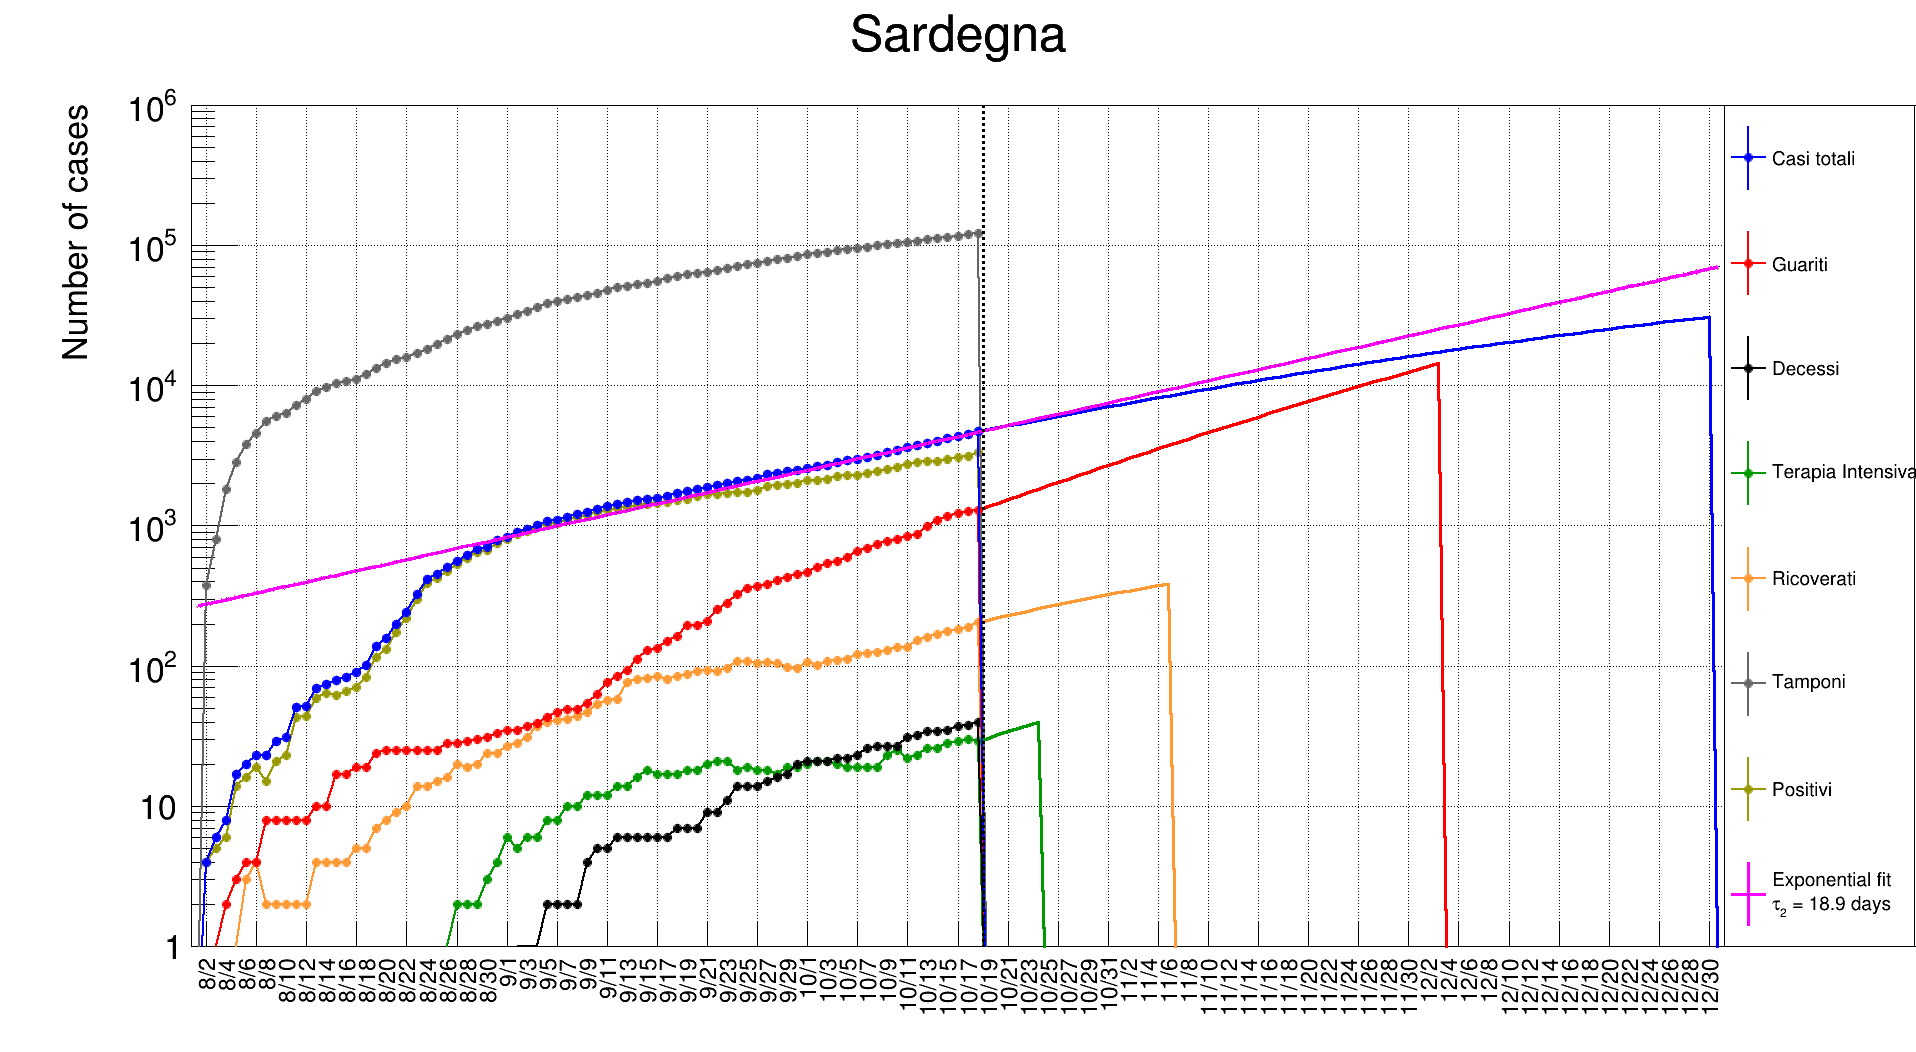 Sardegna
Number of cases
10^6
10^5
10^4
10^3
10^2
10
1
8/2 8/4 8/6 8/8 8/10 8/12 8/14 8/16 8/18 8/20 8/22 8/24 8/26 8/28 8/30 9/1 9/3 9/5 9/7 9/9 9/11 9/13 9/15 9/17 9/19 9/21 9/23 9/25 9/27 9/29 10/1 10/3 10/5 10/7 10/9 10/11 10/13 10/15 10/17 10/19 10/21 10/23 10/25 10/27 10/29 10/31 11/2 11/4 11/6 11/8 11/10 11/12 11/14 11/16 11/18 11/20 11/22 11/24 11/26 11/28 11/30 12/2 12/4 12/6 12/8 12/10 12/12 12/14 12/16 12/18 12/20 12/22 12/24 12/26 12/28 12/30
Casi totali
Guariti
Decessi
Terapia Intensiva
Ricoverati
Tamponi
Positivi
Exponential fit
τ₂ = 18.9 days